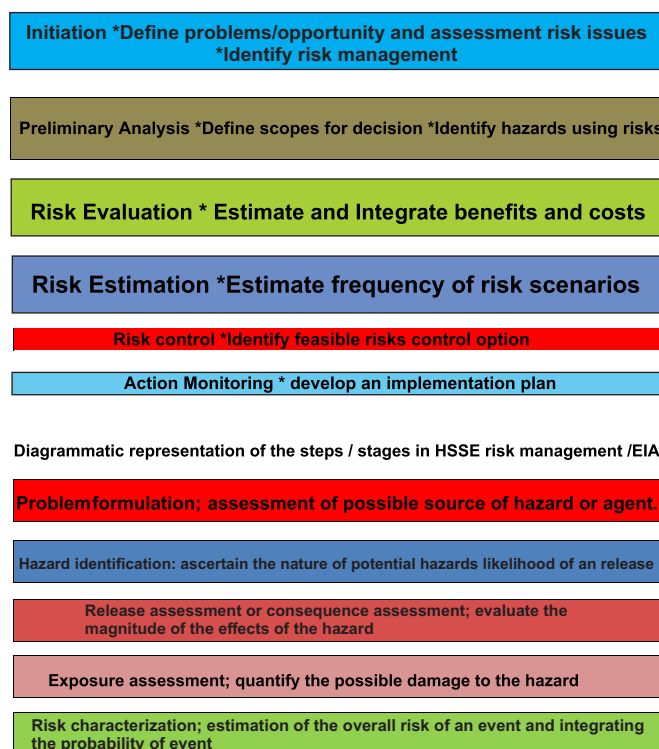 Initiation *Define problems/opportunity and assessment risk issues
*Identify risk management
Preliminary Analysis *Define scopes for decision *Identify hazards using risks
Risk Evaluation * Estimate and Integrate benefits and costs
Risk Estimation *Estimate frequency of risk scenarios
Risk control *Identify feasible risks control option
Action Monitoring * develop an implementation plan
Diagrammatic representation of the steps / stages in HSSE risk management /EIA
Problemformulation; assessment of possible source of hazard or agent.
Hazard identification: ascertain the nature of potential hazards likelihood of an release
Release assessment or consequence assessment; evaluate the
magnitude of the effects of the hazard
Exposure assessment; quantify the possible damage to the hazard
Risk characterization; estimation of the overall risk of an event and integrating
the probability of event